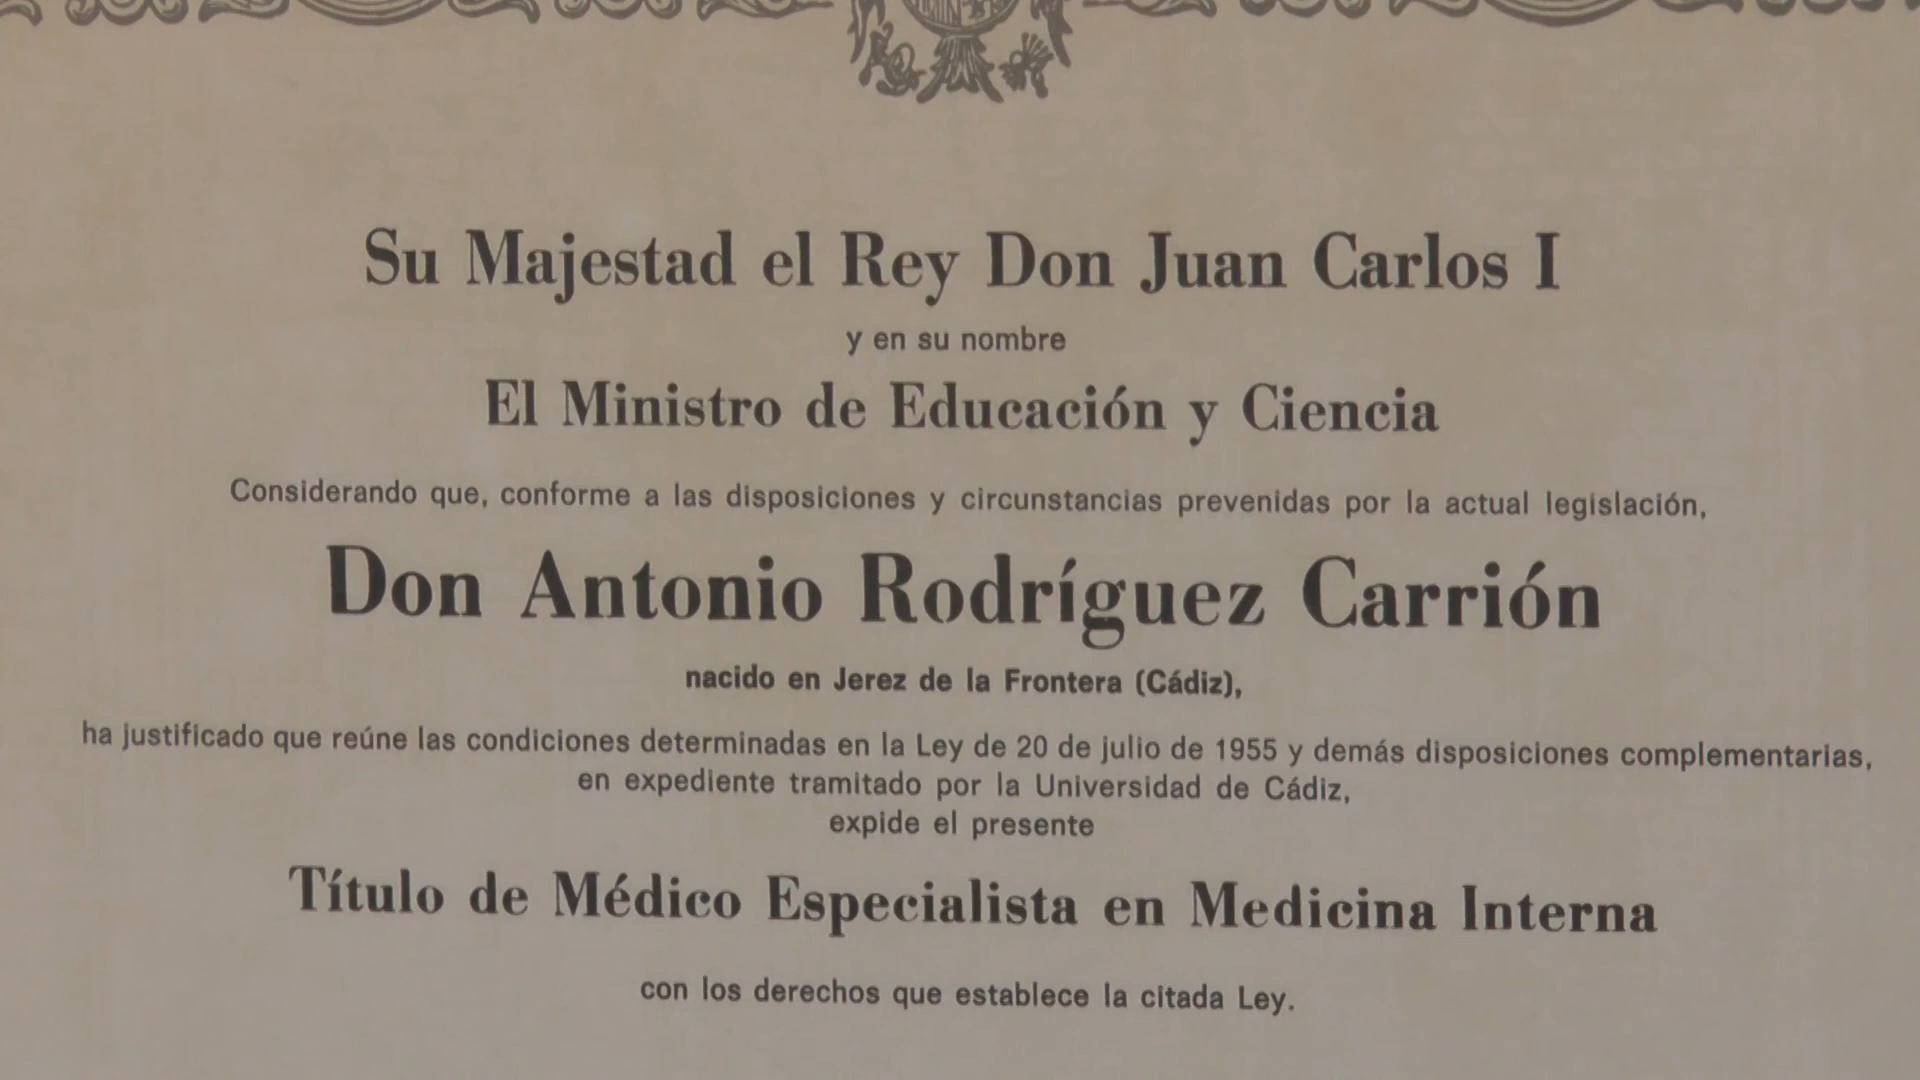 Su Majestad el Rey Don Juan Carlos I
y en su nombre
El Ministro de Educación y Ciencia
Considerando que, conforme a las disposiciones y circunstancias prevenidas por la actual legislación,
Don Antonio Rodríguez Carrión
nacido en Jerez de la Frontera (Cádiz),
ha justificado que reúne las condiciones determinadas en la Ley de 20 de julio de 1955 y demás disposiciones complementarias,
en expediente tramitado por la Universidad de Cádiz,
expide el presente
Título de Médico Especialista en Medicina Interna
con los derechos que establece la citada Ley.